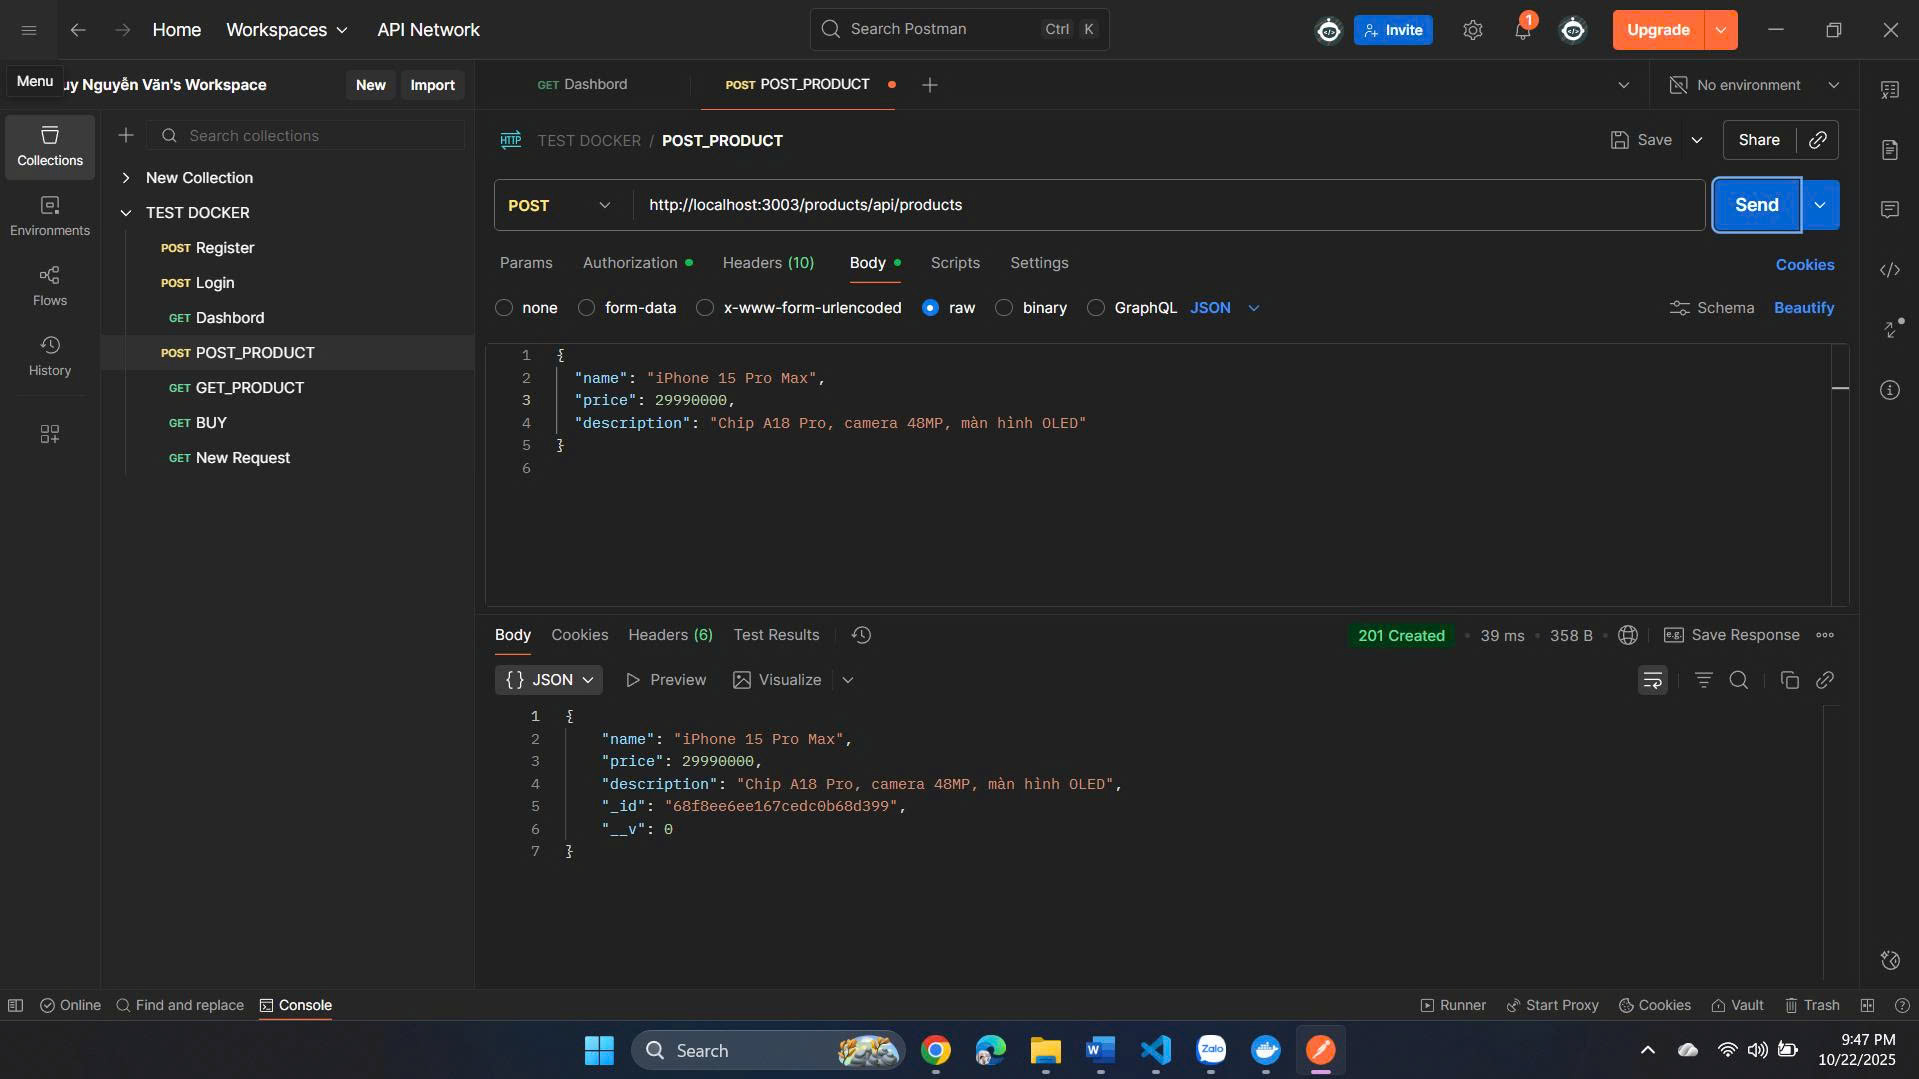 Home
Workspaces
API Network
Search Postman
Ctrl K
Invite
1
Upgrade
Menu
uy Nguyễn Văn's Workspace
New
Import
GET Dashbord
POST POST_PRODUCT
No environment
Collections
Search collections
HTTP TEST DOCKER / POST_PRODUCT
Save
Share
New Collection
TEST DOCKER
POST Register
POST Login
GET Dashbord
POST POST_PRODUCT
GET GET_PRODUCT
GET BUY
GET New Request
Environments
Flows
History
POST
http://localhost:3003/products/api/products
Send
Params
Authorization
Headers (10)
Body
Scripts
Settings
Cookies
none
form-data
x-www-form-urlencoded
raw
binary
GraphQL
JSON
Schema
Beautify
1 {
2 "name": "iPhone 15 Pro Max",
3 "price": 29990000,
4 "description": "Chip A18 Pro, camera 48MP, màn hình OLED"
5 }
6
Body
Cookies
Headers (6)
Test Results
201 Created
39 ms
358 B
e.g. Save Response
{} JSON
Preview
Visualize
1 {
2 "name": "iPhone 15 Pro Max",
3 "price": 29990000,
4 "description": "Chip A18 Pro, camera 48MP, màn hình OLED",
5 "_id": "68f8ee6ee167cedc0b68d399",
6 "__v": 0
7 }
Online
Find and replace
Console
Runner
Start Proxy
Cookies
Vault
Trash
Search
Zalo
9:47 PM
10/22/2025